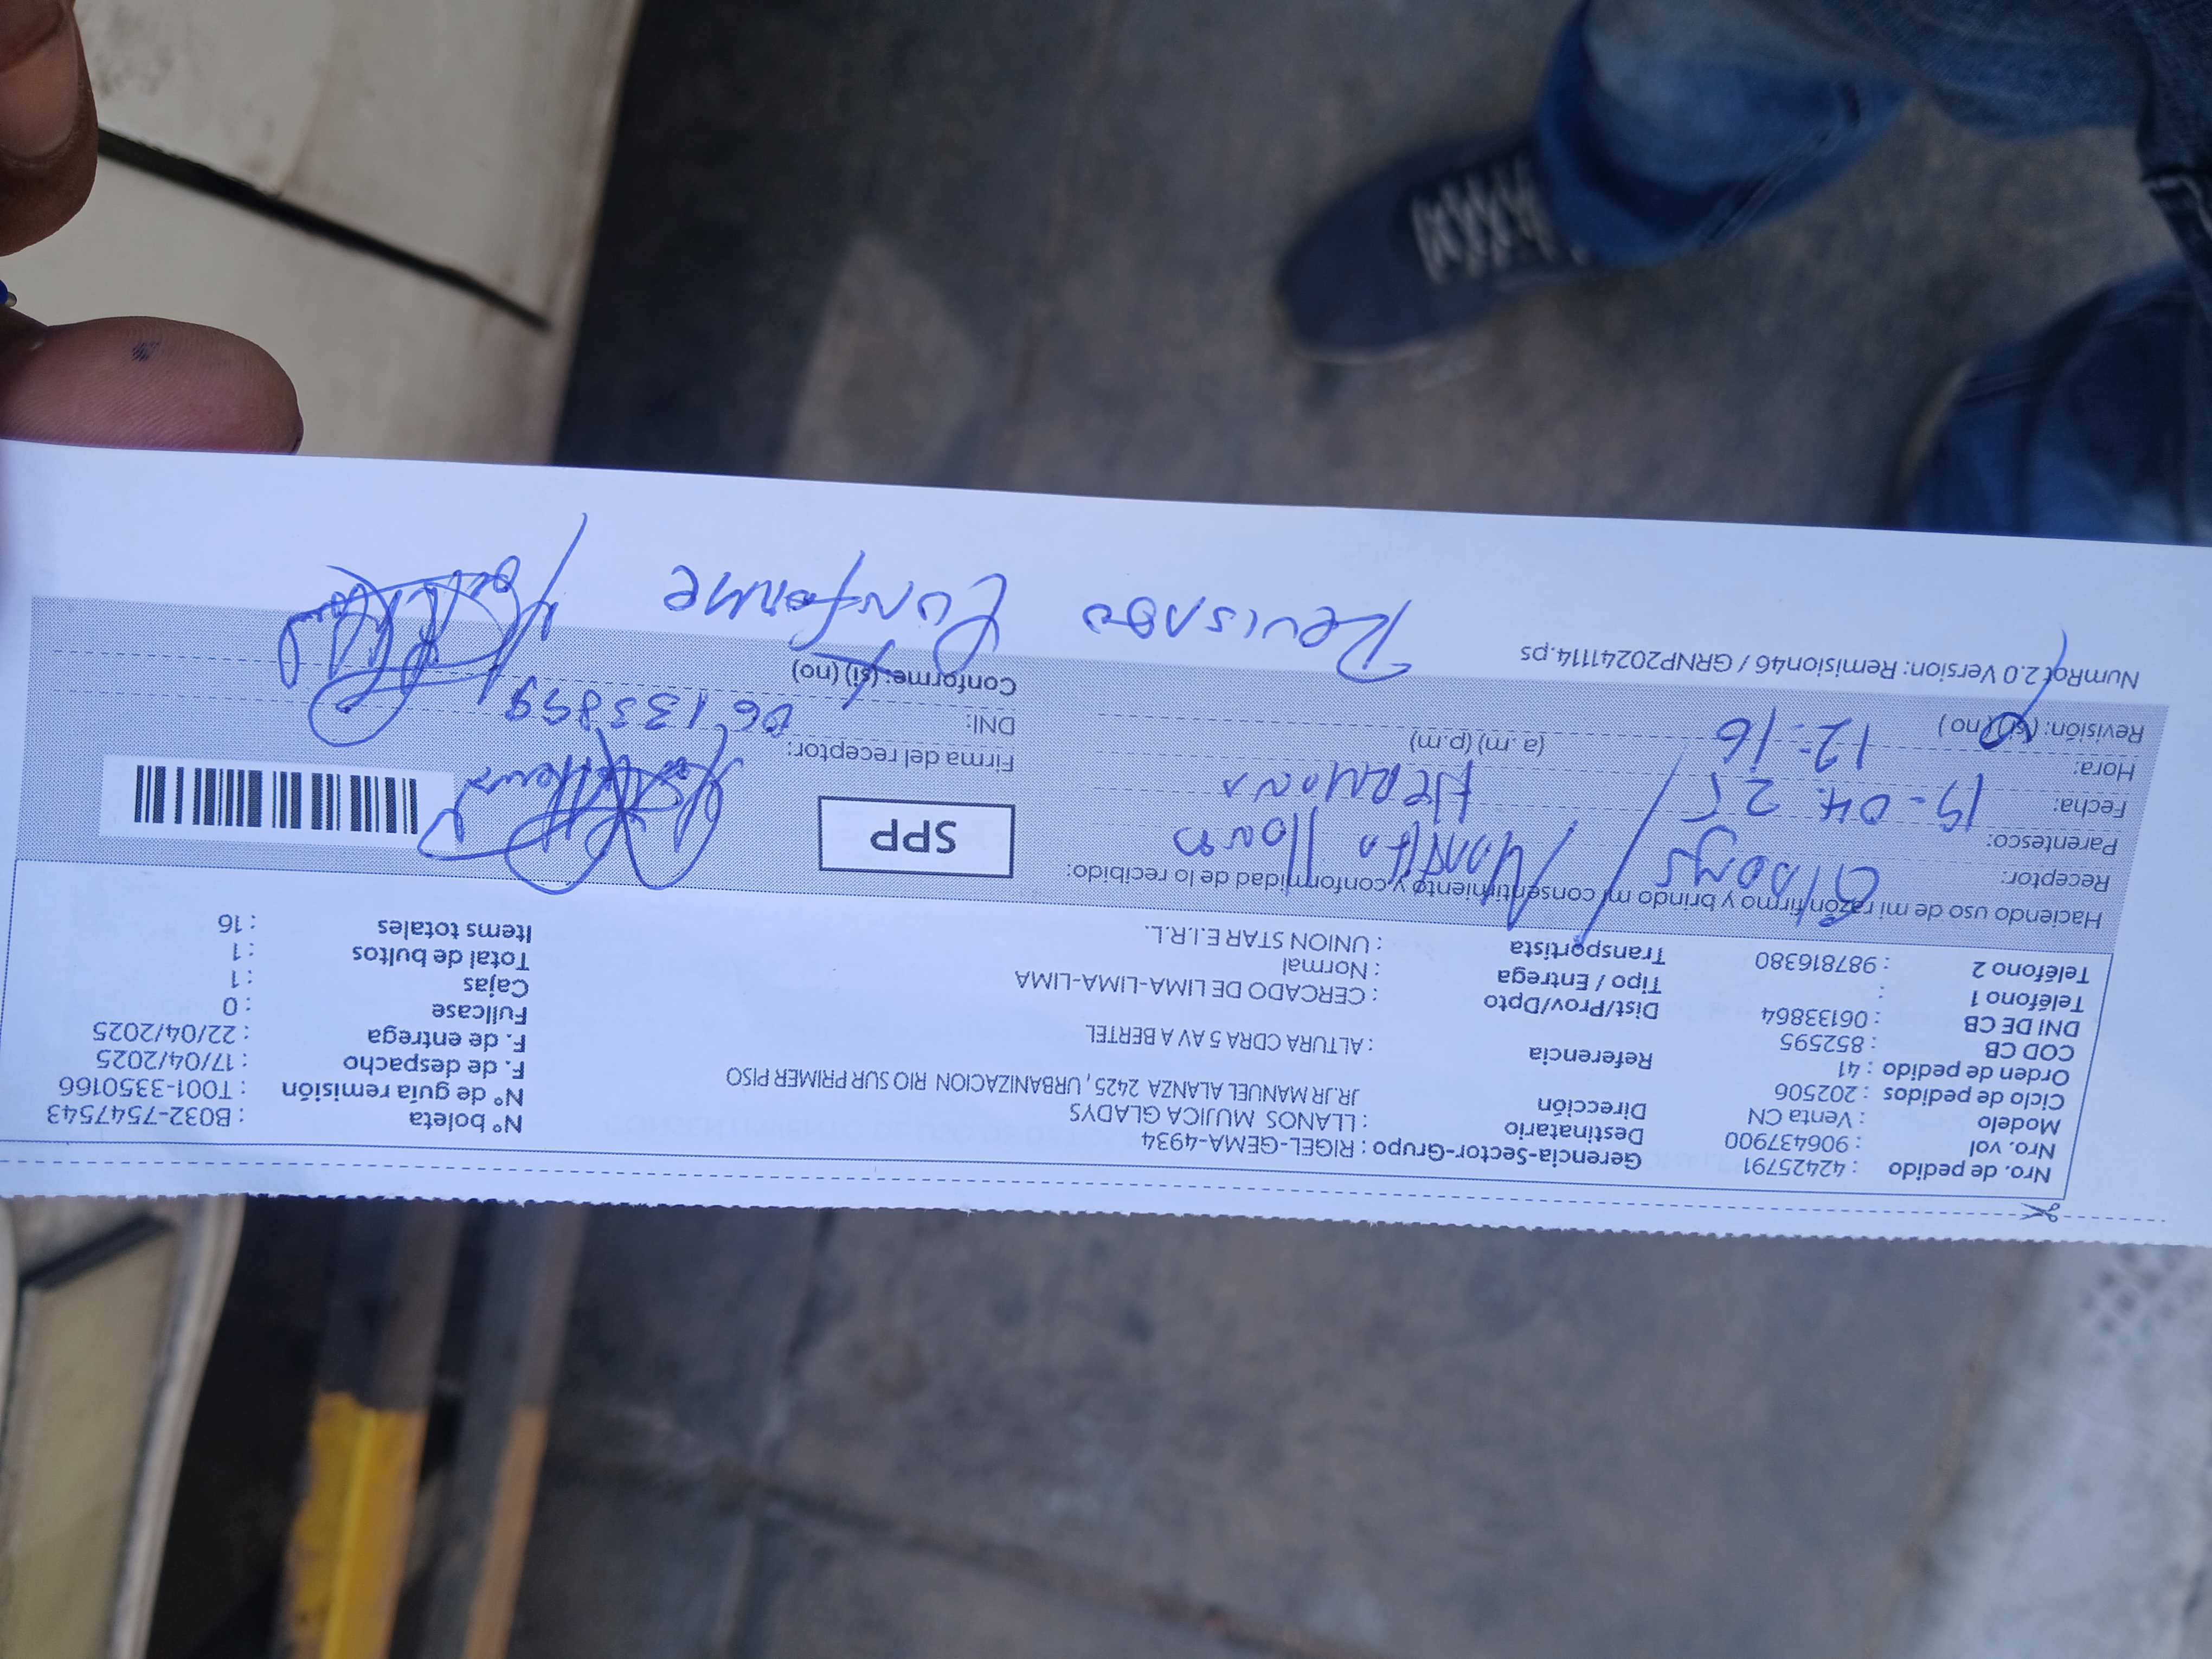 Nro. de pedido : 42425791
Nro. vol : 906437900
Modelo : Venta CN
Ciclo de pedidos : 202506
Orden de pedido : 41
COD CB : 852595
DNI DE CB : 06133864
Teléfono 1 :
Teléfono 2 : 987816380
Gerencia-Sector-Grupo : RIGEL-GEMA-4934
Destinatario : LLANOS MUJICA GLADYS
Dirección JR.JR MANUEL ALANZA 2425 , URBANIZACION RIO SUR PRIMER PISO
Referencia : ALTURA CDRA 5 AV A BERTEL
Dist/Prov/Dpto : CERCADO DE LIMA-LIMA-LIMA
Tipo / Entrega : Normal
Transportista : UNION STAR E.I.R.L.
N° boleta : B032-7547543
N° de guía remisión : T001-3350166
F. de despacho : 17/04/2025
F. de entrega : 22/04/2025
Fullcase : 0
Cajas : 1
Total de bultos : 1
Items totales : 16
Haciendo uso de mi razón firmo y brindo mi consentimiento y conformidad de lo recibido:
Receptor:
Parentesco: HERMANA
Fecha: 19-04-25
Hora: 12:16 (a.m) (p.m)
Revisión: (si) (no)
SPP
Firma del receptor:
DNI:
Conforme: (si) (no)
NumRot 2.0 Version: Remision46 / GRNP20241114.ps
REVISADO CONFORME